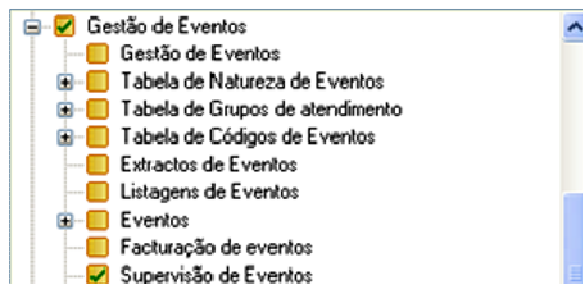 Gestão de Eventos
Gestão de Eventos
Tabela de Natureza de Eventos
Tabela de Grupos de atendimento
Tabela de Códigos de Eventos
Extractos de Eventos
Listagens de Eventos
Eventos
Facturação de eventos
Supervisão de Eventos